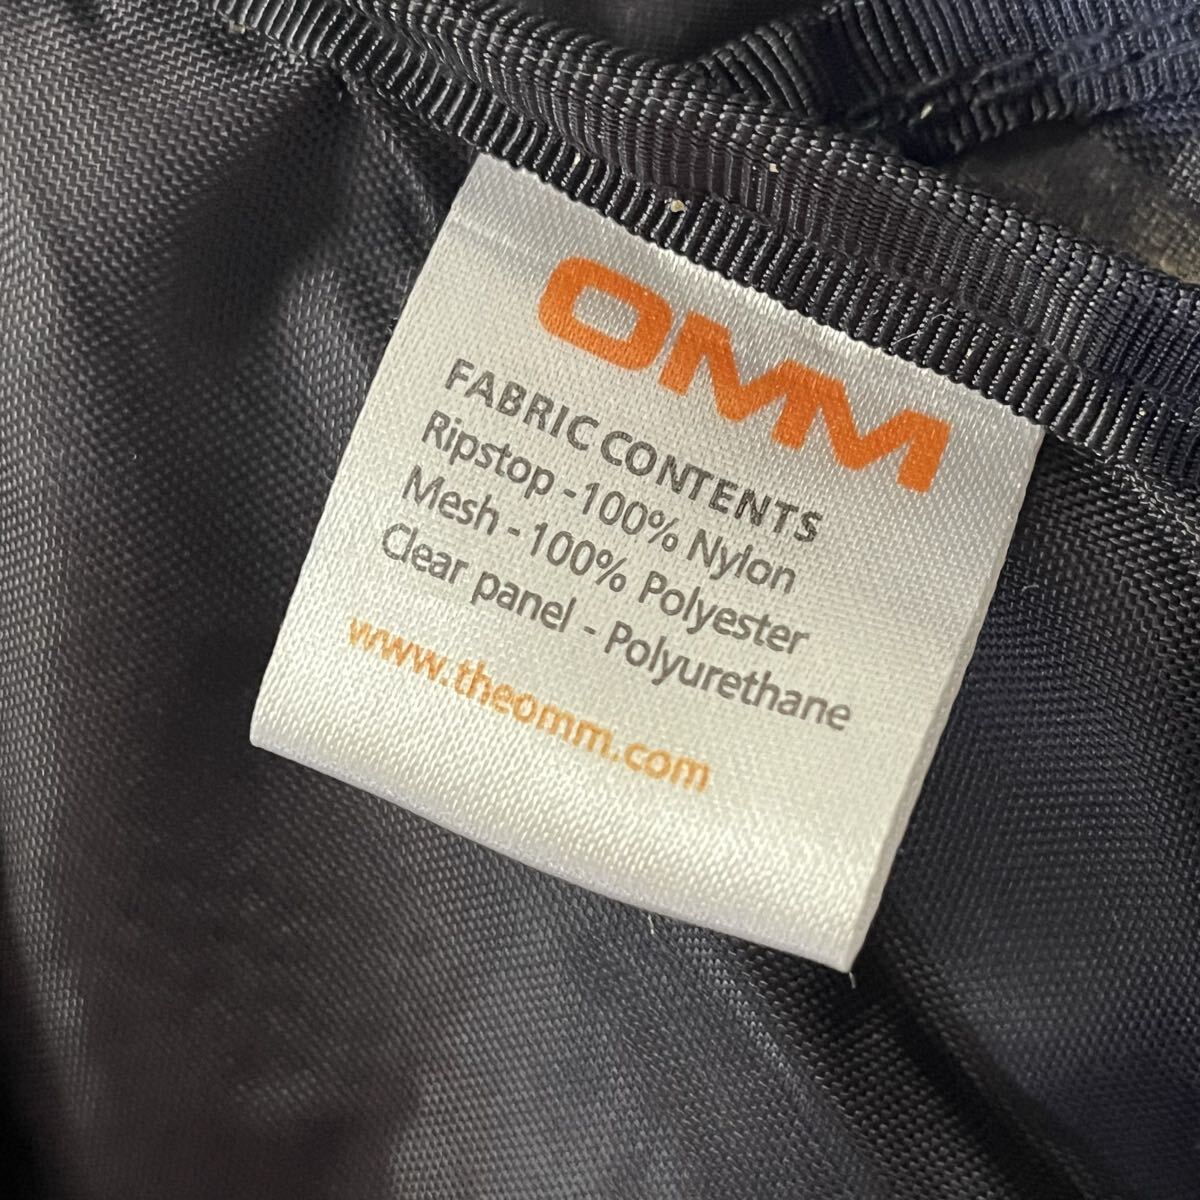 OMM
FABRIC CONTENTS
Ripstop - 100% Nylon
Mesh - 100% Polyester
Clear panel - Polyurethane
www.theomm.com